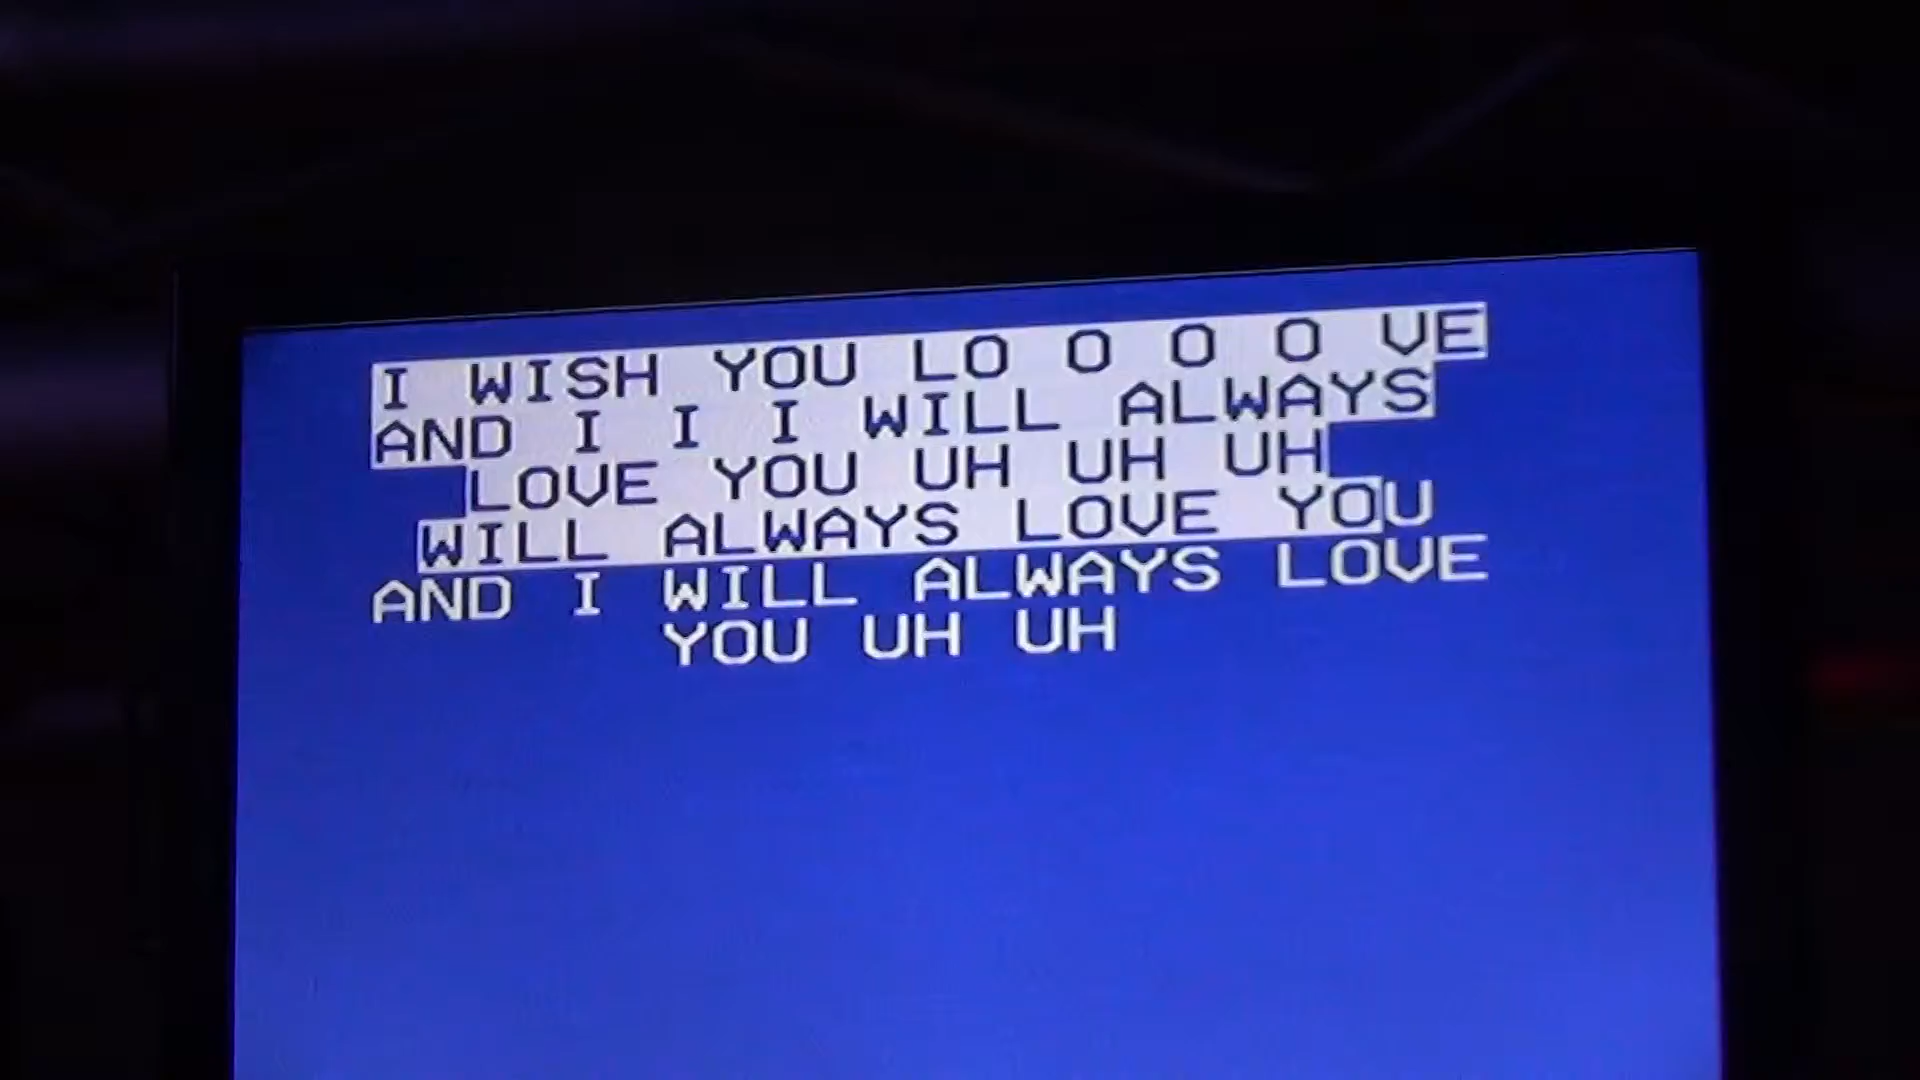 I WISH YOU LO O O O VE
AND I I I WILL ALWAYS
LOVE YOU UH UH UH
WILL ALWAYS LOVE YOU
AND I WILL ALWAYS LOVE
YOU UH UH